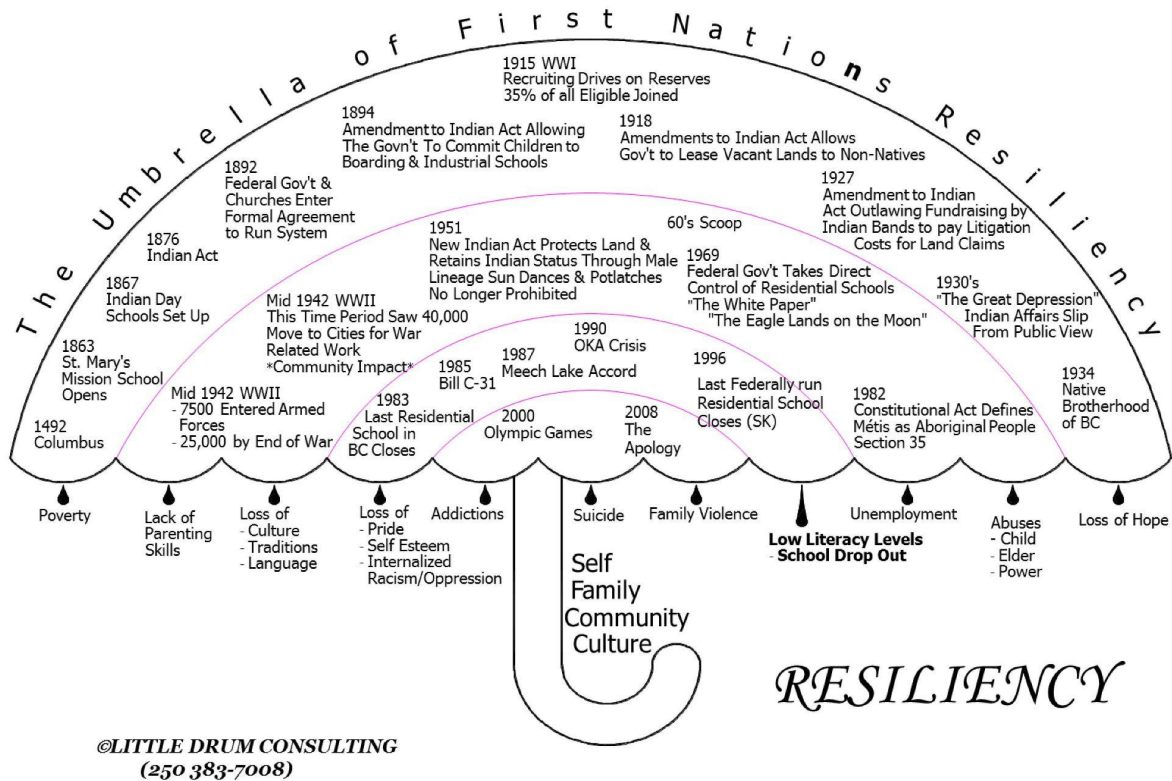 The Umbrella of First Nations Resiliency
1915 WWI
Recruiting Drives on Reserves
35% of all Eligible Joined
1894
Amendment to Indian Act Allowing
The Govn't To Commit Children to
Boarding & Industrial Schools
1918
Amendments to Indian Act Allows
Gov't to Lease Vacant Lands to Non-Natives
1892
Federal Gov't &
Churches Enter
Formal Agreement
to Run System
1927
Amendment to Indian
Act Outlawing Fundraising by
Indian Bands to pay Litigation
Costs for Land Claims
1876
Indian Act
1867
Indian Day
Schools Set Up
1863
St. Mary's
Mission School
Opens
1492
Columbus
1930's
"The Great Depression"
Indian Affairs Slip
From Public View
1934
Native
Brotherhood
of BC
1951
New Indian Act Protects Land &
Retains Indian Status Through Male
Lineage Sun Dances & Potlatches
No Longer Prohibited
60's Scoop
1969
Federal Gov't Takes Direct
Control of Residential Schools
"The White Paper"
"The Eagle Lands on the Moon"
Mid 1942 WWII
This Time Period Saw 40,000
Move to Cities for War
Related Work
*Community Impact*
Mid 1942 WWII
- 7500 Entered Armed
Forces
- 25,000 by End of War
1982
Constitutional Act Defines
Métis as Aboriginal People
Section 35
1983
Last Residential
School in
BC Closes
1985
Bill C-31
1987
Meech Lake Accord
1990
OKA Crisis
1996
Last Federally run
Residential School
Closes (SK)
2000
Olympic Games
2008
The
Apology
Poverty
Lack of
Parenting
Skills
Loss of
- Culture
- Traditions
- Language
Loss of
- Pride
- Self Esteem
- Internalized
Racism/Oppression
Addictions
Suicide
Family Violence
Low Literacy Levels
- School Drop Out
Unemployment
Abuses
- Child
- Elder
- Power
Loss of Hope
Self
Family
Community
Culture
RESILIENCY
©LITTLE DRUM CONSULTING
(250 383-7008)